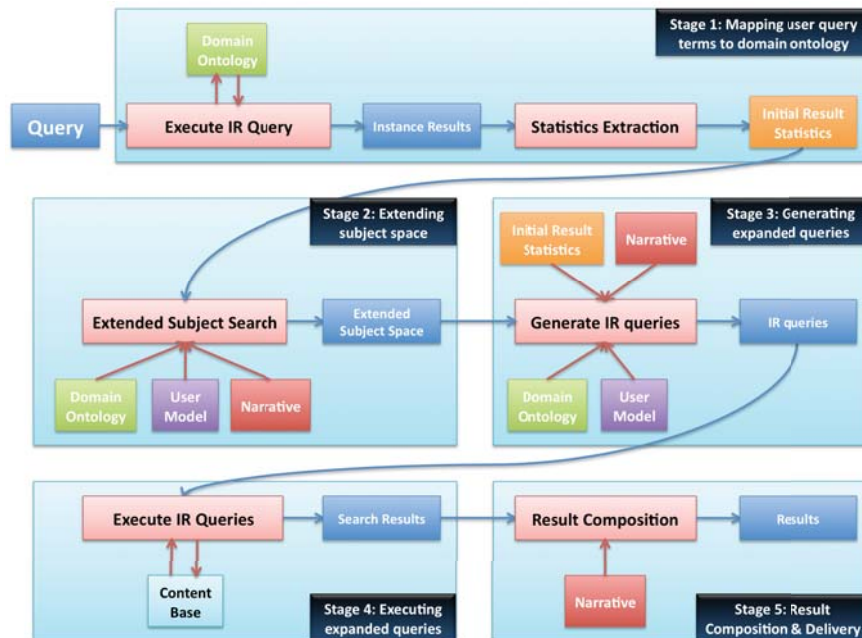 Stage 1: Mapping user query
terms to domain ontology
Domain
Ontology
Query
Execute IR Query
Instance Results
Statistics Extraction
Initial Result
Statistics
Stage 2: Extending
subject space
Extended Subject Search
Extended
Subject Space
Domain
Ontology
User
Model
Narrative
Stage 3: Generating
expanded queries
Initial Result
Statistics
Narrative
Generate IR queries
IR queries
Domain
Ontology
User
Model
Execute IR Queries
Search Results
Content
Base
Stage 4: Executing
expanded queries
Result Composition
Results
Narrative
Stage 5: Result
Composition & Delivery